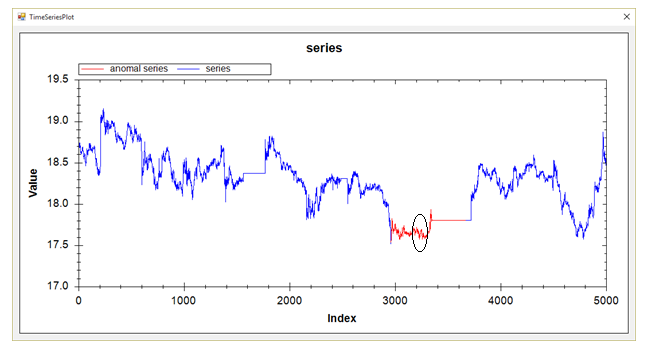 TimeSeriesPlot
series
anomal series series
19.5
19.0
18.5
18.0
17.5
17.0
Value
0 1000 2000 3000 4000 5000
Index